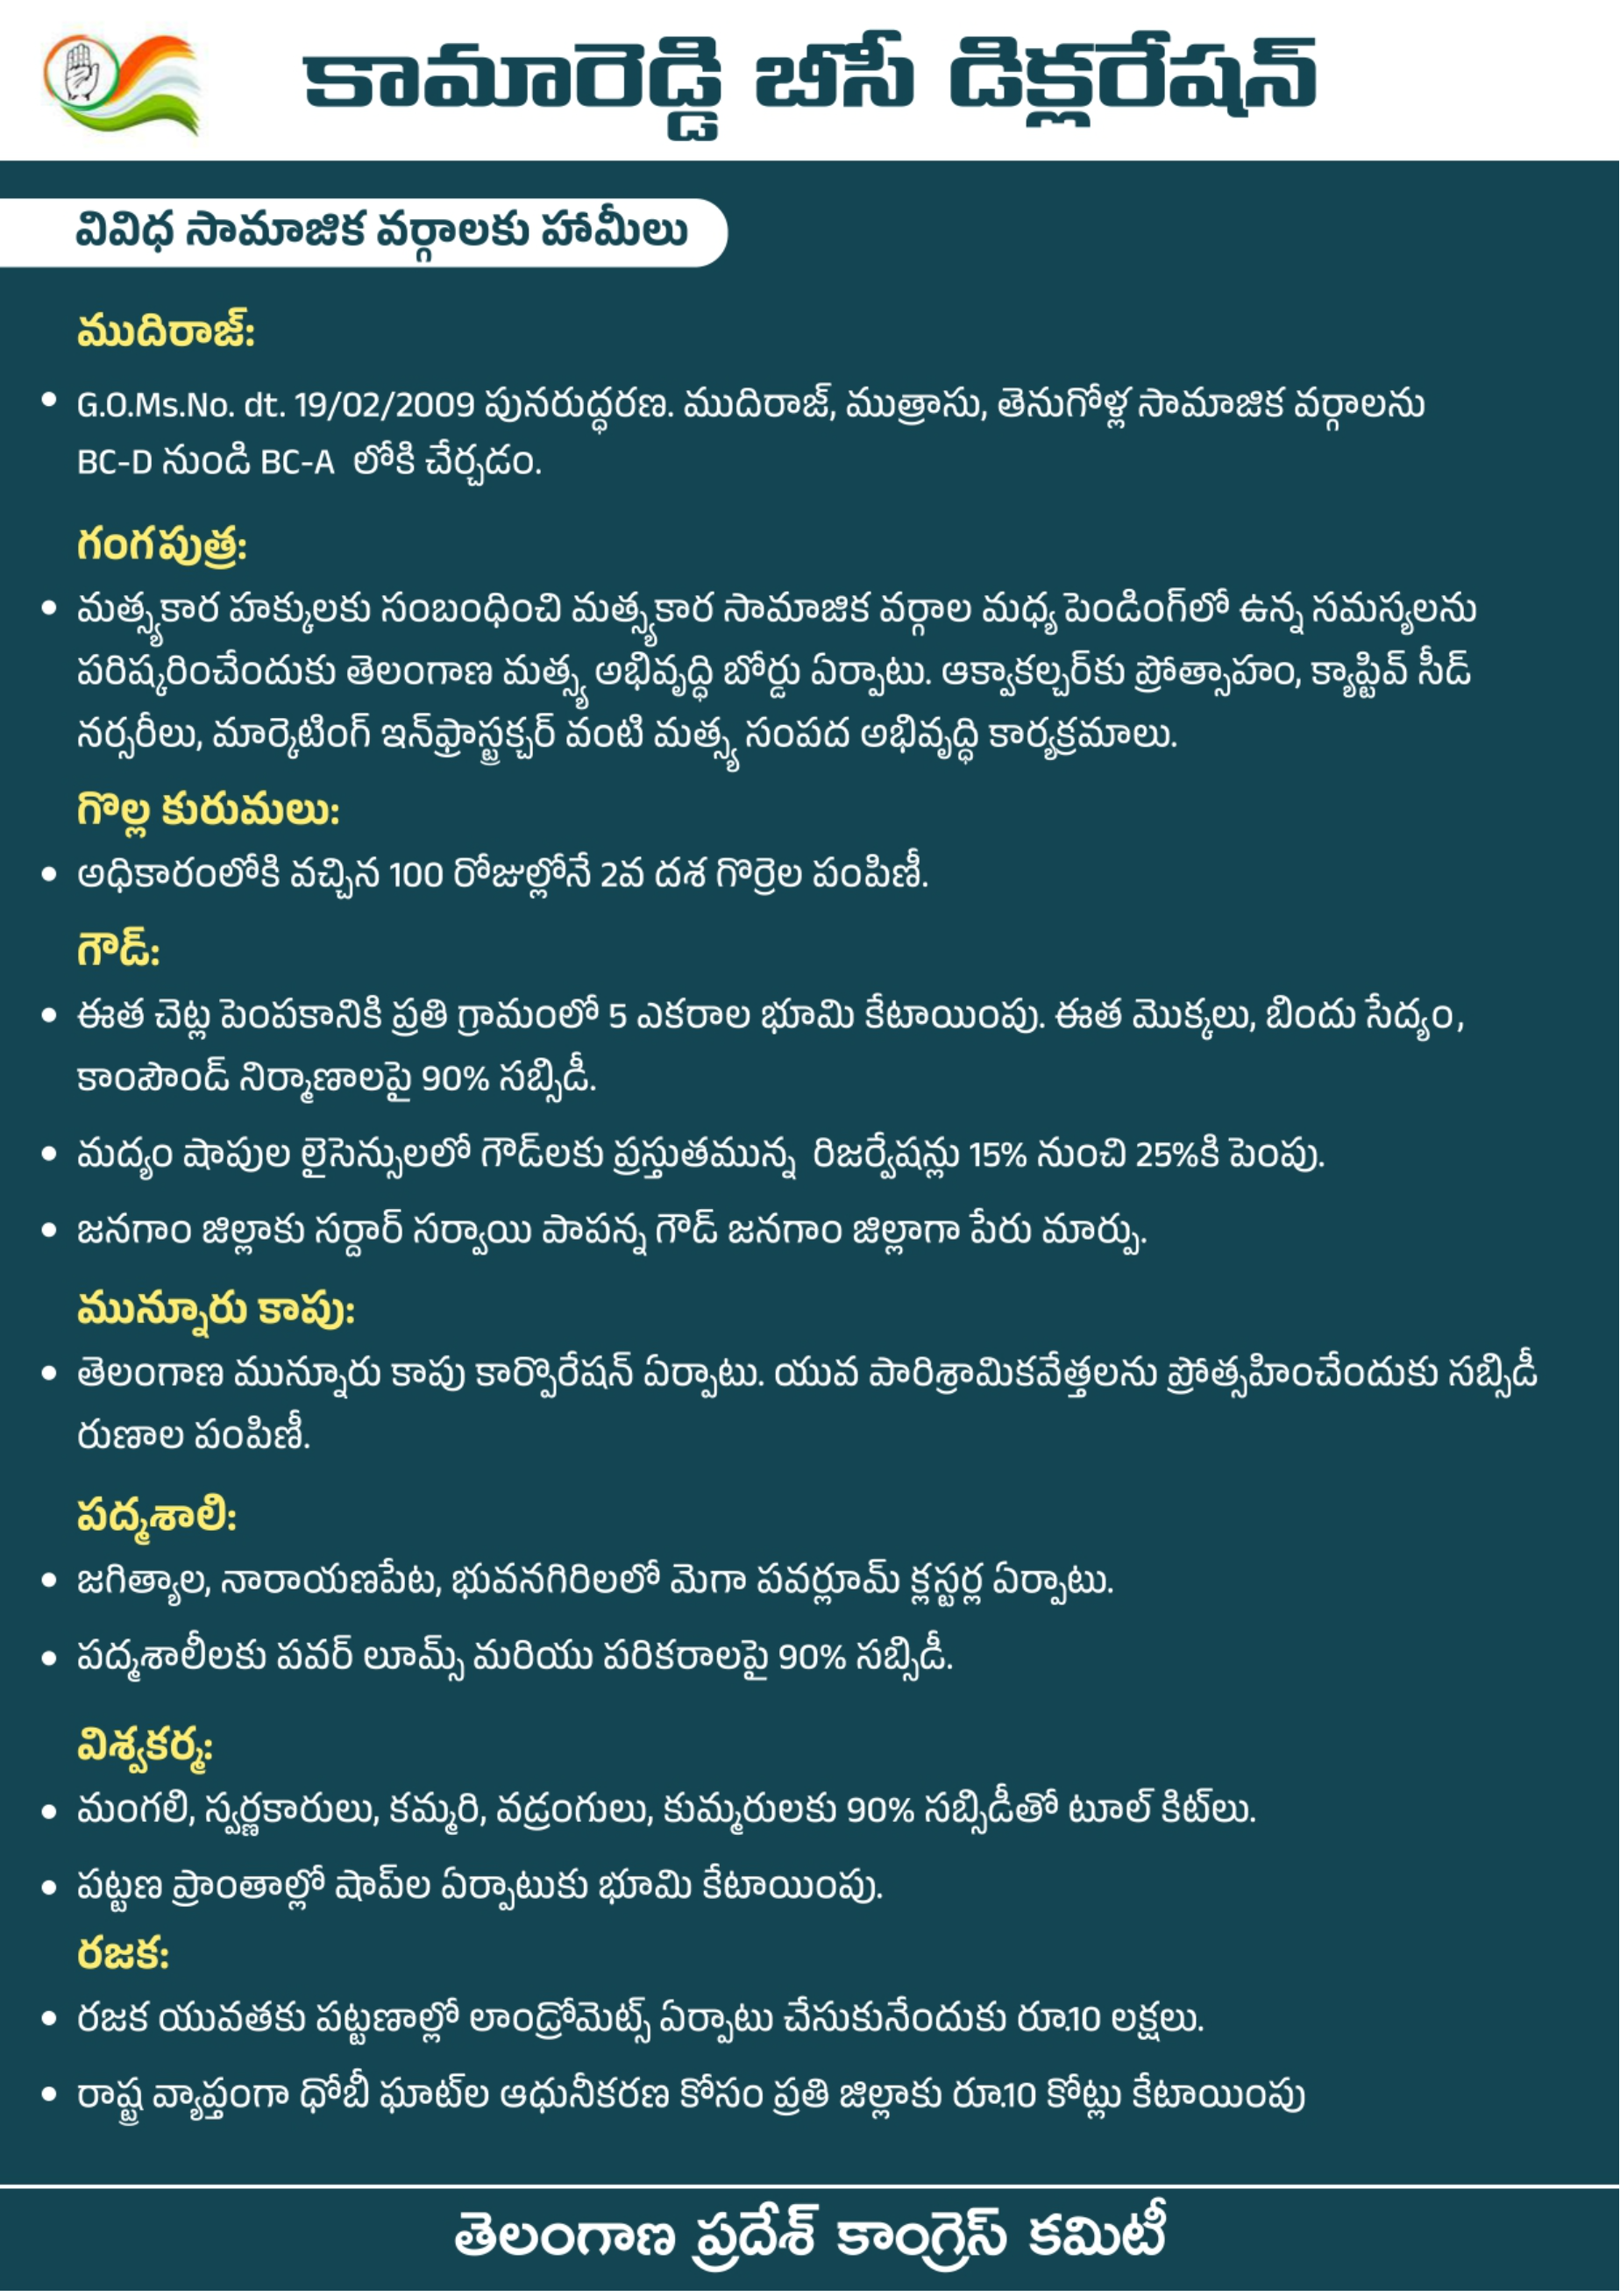 కామారెడ్డి బీసీ డిక్లరేషన్
వివిధ సామాజిక వర్గాలకు హామీలు
ముదిరాజ్:
• G.O.Ms.No. dt. 19/02/2009 పునరుద్ధరణ. ముదిరాజ్, ముత్రాసు, తెనుగోళ్ల సామాజిక వర్గాలను
BC-D నుండి BC-A లోకి చేర్చడం.
గంగపుత్ర:
• మత్స్యకార హక్కులకు సంబంధించి మత్స్యకార సామాజిక వర్గాల మధ్య పెండింగ్‌లో ఉన్న సమస్యలను
పరిష్కరించేందుకు తెలంగాణ మత్స్య అభివృద్ధి బోర్డు ఏర్పాటు. ఆక్వాకల్చర్‌కు ప్రోత్సాహం, క్యాప్టివ్ సీడ్
నర్సరీలు, మార్కెటింగ్ ఇన్‌ఫ్రాస్ట్రక్చర్ వంటి మత్స్య సంపద అభివృద్ధి కార్యక్రమాలు.
గొల్ల కురుమలు:
• అధికారంలోకి వచ్చిన 100 రోజుల్లోనే 2వ దశ గొర్రెల పంపిణీ.
గౌడ్:
• ఈత చెట్ల పెంపకానికి ప్రతి గ్రామంలో 5 ఎకరాల భూమి కేటాయింపు. ఈత మొక్కలు, బిందు సేద్యం,
కాంపౌండ్ నిర్మాణాలపై 90% సబ్సిడీ.
• మద్యం షాపుల లైసెన్సులలో గౌడ్‌లకు ప్రస్తుతమున్న రిజర్వేషన్లు 15% నుంచి 25%కి పెంపు.
• జనగాం జిల్లాకు సర్దార్ సర్వాయి పాపన్న గౌడ్ జనగాం జిల్లాగా పేరు మార్పు.
మున్నూరు కాపు:
• తెలంగాణ మున్నూరు కాపు కార్పొరేషన్ ఏర్పాటు. యువ పారిశ్రామికవేత్తలను ప్రోత్సహించేందుకు సబ్సిడీ
రుణాల పంపిణీ.
పద్మశాలి:
• జగిత్యాల, నారాయణపేట, భువనగిరిలలో మెగా పవర్లూమ్ క్లస్టర్ల ఏర్పాటు.
• పద్మశాలీలకు పవర్ లూమ్స్ మరియు పరికరాలపై 90% సబ్సిడీ.
విశ్వకర్మ:
• మంగలి, స్వర్ణకారులు, కమ్మరి, వడ్రంగులు, కుమ్మరులకు 90% సబ్సిడీతో టూల్ కిట్‌లు.
• పట్టణ ప్రాంతాల్లో షాప్‌ల ఏర్పాటుకు భూమి కేటాయింపు.
రజక:
• రజక యువతకు పట్టణాల్లో లాండ్రోమెట్స్ ఏర్పాటు చేసుకునేందుకు రూ.10 లక్షలు.
• రాష్ట్ర వ్యాప్తంగా ధోబీ ఘాట్‌ల ఆధునీకరణ కోసం ప్రతి జిల్లాకు రూ.10 కోట్లు కేటాయింపు
తెలంగాణ ప్రదేశ్ కాంగ్రెస్ కమిటీ